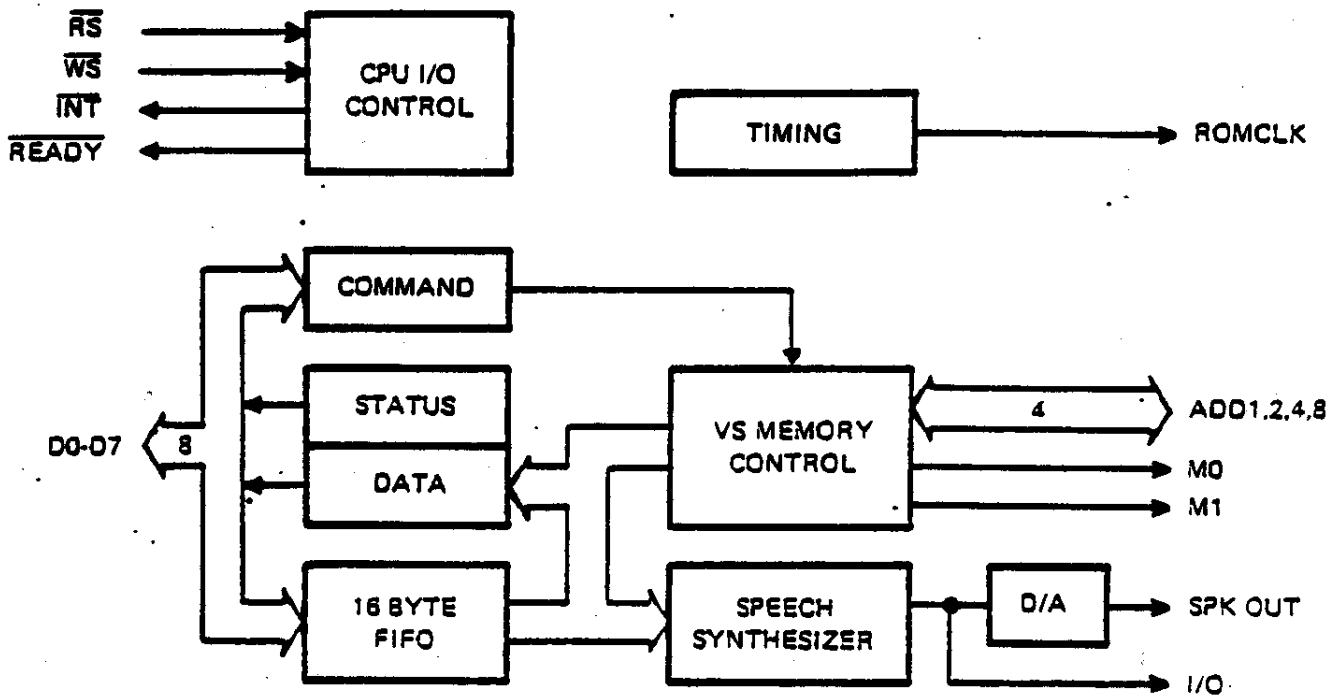 RS
WS
INT
READY
CPU I/O
CONTROL
TIMING
ROMCLK
COMMAND
STATUS
DATA
D0-D7
8
VS MEMORY
CONTROL
4
ADD1,2,4,8
M0
M1
16 BYTE
FIFO
SPEECH
SYNTHESIZER
D/A
SPK OUT
I/O